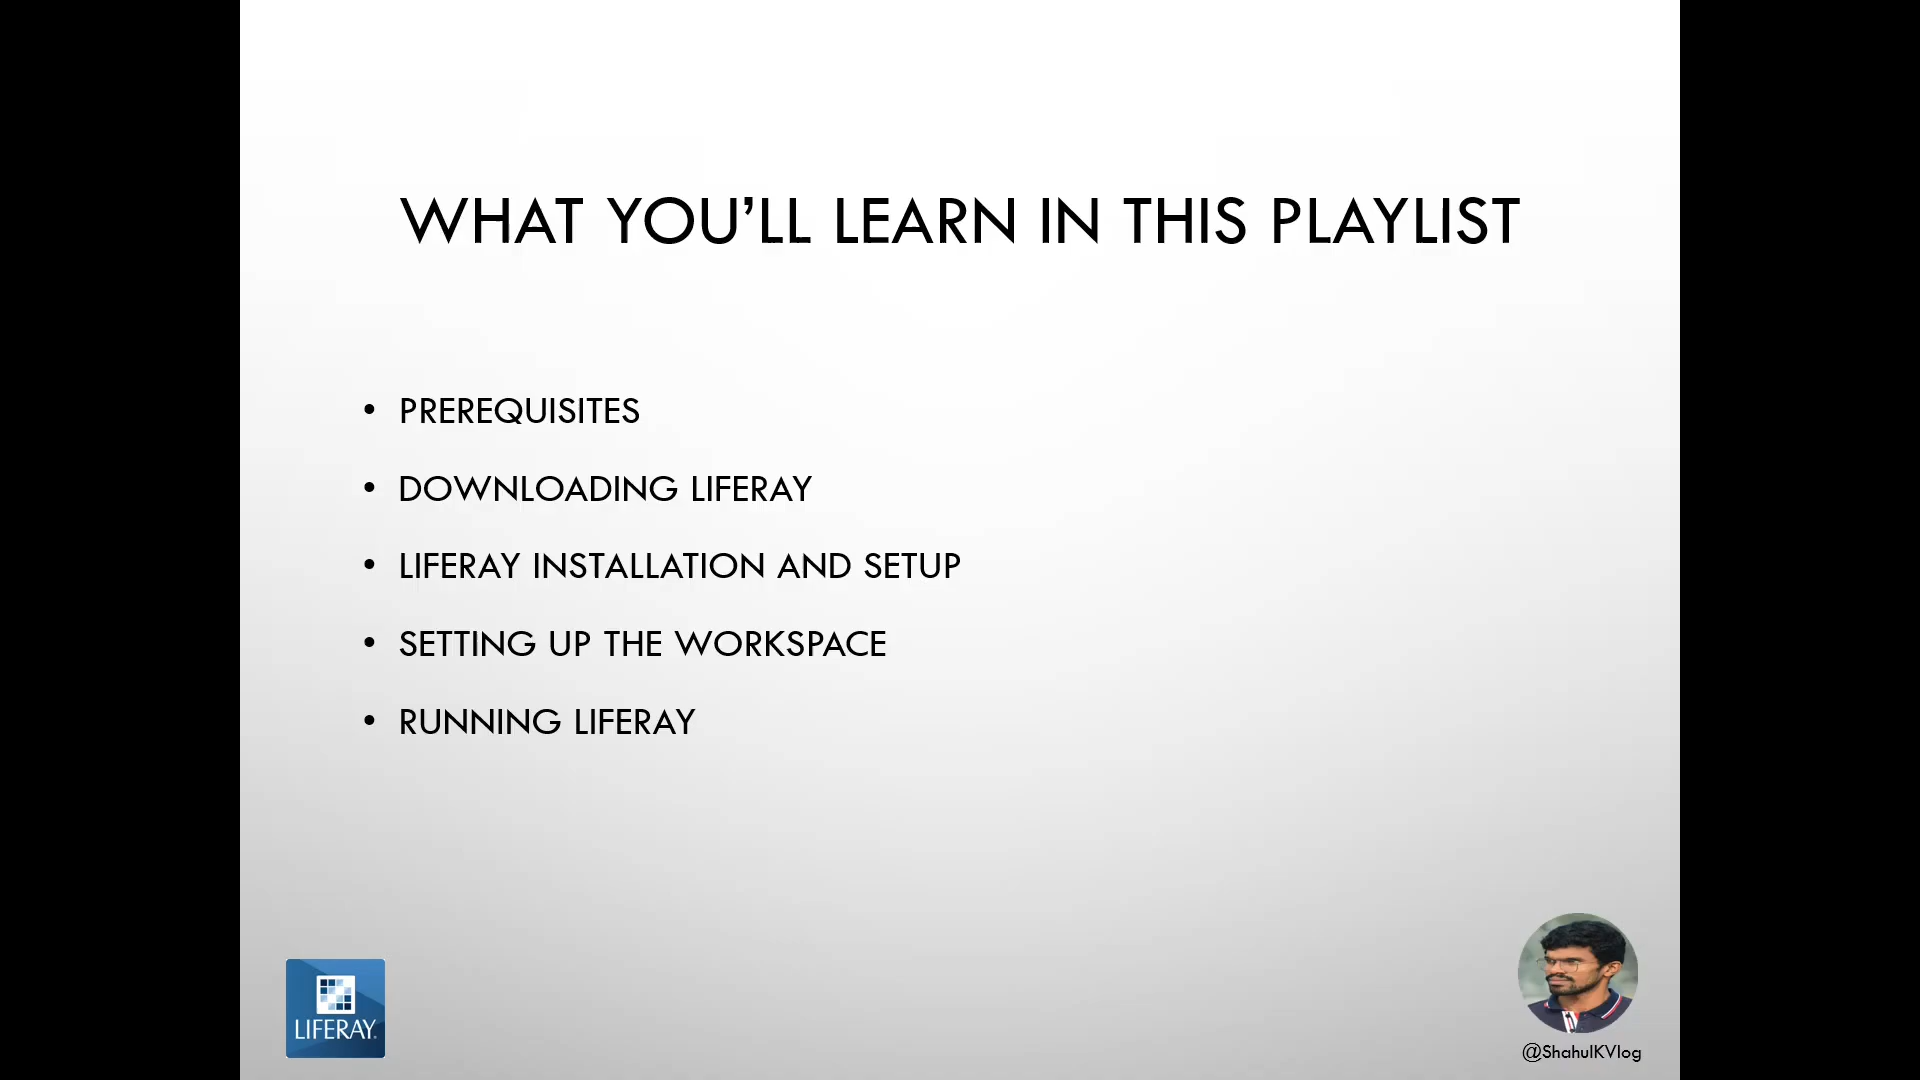 WHAT YOU’LL LEARN IN THIS PLAYLIST
• PREREQUISITES
• DOWNLOADING LIFERAY
• LIFERAY INSTALLATION AND SETUP
• SETTING UP THE WORKSPACE
• RUNNING LIFERAY
LIFERAY.
@ShahulKVlog